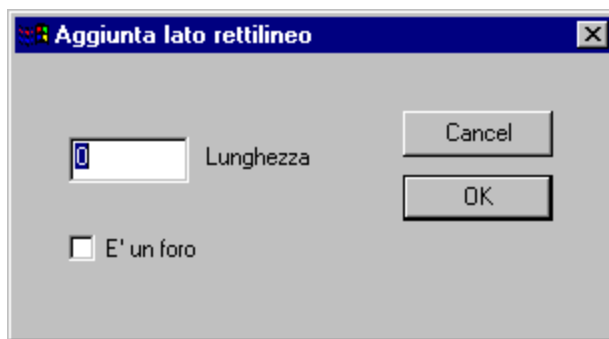 Aggiunta lato rettilineo
0 Lunghezza
Cancel
OK
E' un foro